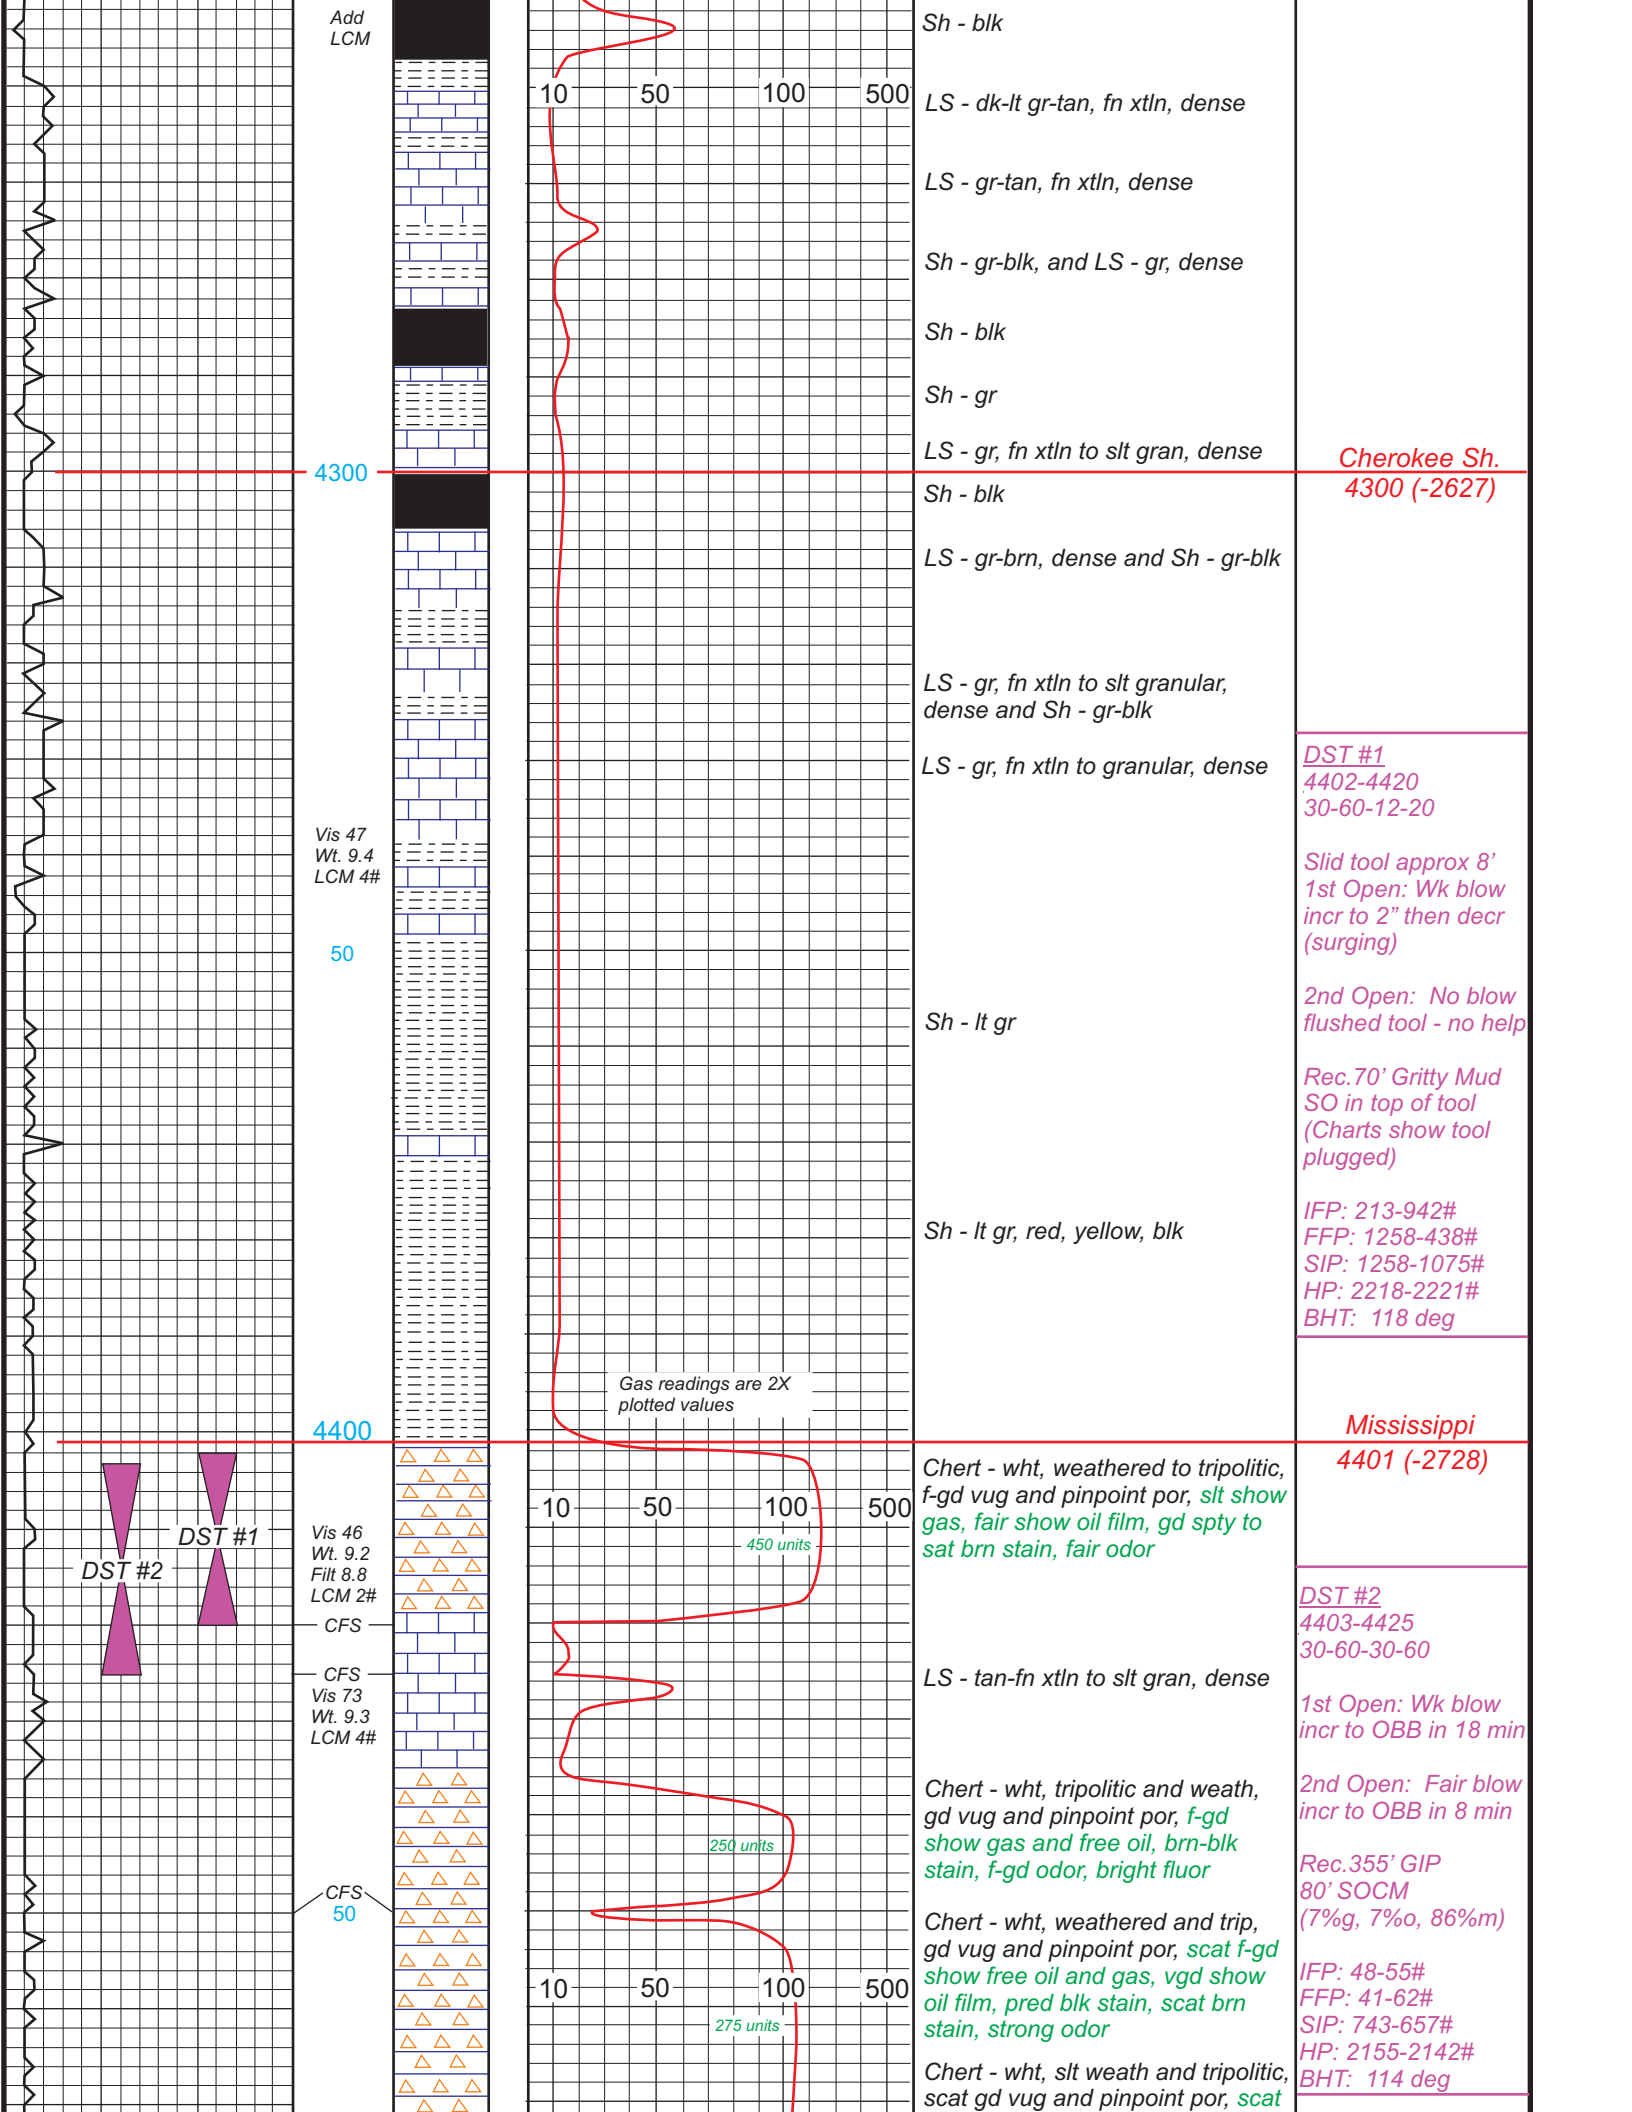 Add
LCM
Sh - blk
10 50 100 500
LS - dk-lt gr-tan, fn xtln, dense
LS - gr-tan, fn xtln, dense
Sh - gr-blk, and LS - gr, dense
Sh - blk
Sh - gr
LS - gr, fn xtln to slt gran, dense
4300
Cherokee Sh.
4300 (-2627)
Sh - blk
LS - gr-brn, dense and Sh - gr-blk
LS - gr, fn xtln to slt granular,
dense and Sh - gr-blk
LS - gr, fn xtln to granular, dense
DST #1
4402-4420
30-60-12-20
Slid tool approx 8’
1st Open: Wk blow
incr to 2” then decr
(surging)
2nd Open: No blow
flushed tool - no help
Rec.70’ Gritty Mud
SO in top of tool
(Charts show tool
plugged)
IFP: 213-942#
FFP: 1258-438#
SIP: 1258-1075#
HP: 2218-2221#
BHT: 118 deg
Vis 47
Wt. 9.4
LCM 4#
50
Sh - lt gr
Sh - lt gr, red, yellow, blk
Gas readings are 2X
plotted values
4400
Mississippi
4401 (-2728)
Chert - wht, weathered to tripolitic,
f-gd vug and pinpoint por, slt show
gas, fair show oil film, gd spty to
sat brn stain, fair odor
10 50 100 500
450 units
DST #1
DST #2
Vis 46
Wt. 9.2
Filt 8.8
LCM 2#
CFS
CFS
Vis 73
Wt. 9.3
LCM 4#
LS - tan-fn xtln to slt gran, dense
DST #2
4403-4425
30-60-30-60
1st Open: Wk blow
incr to OBB in 18 min
2nd Open: Fair blow
incr to OBB in 8 min
Rec.355’ GIP
80’ SOCM
(7%g, 7%o, 86%m)
IFP: 48-55#
FFP: 41-62#
SIP: 743-657#
HP: 2155-2142#
BHT: 114 deg
Chert - wht, tripolitic and weath,
gd vug and pinpoint por, f-gd
show gas and free oil, brn-blk
stain, f-gd odor, bright fluor
250 units
CFS
50
Chert - wht, weathered and trip,
gd vug and pinpoint por, scat f-gd
show free oil and gas, vgd show
oil film, pred blk stain, scat brn
stain, strong odor
10 50 100 500
275 units
Chert - wht, slt weath and tripolitic,
scat gd vug and pinpoint por, scat